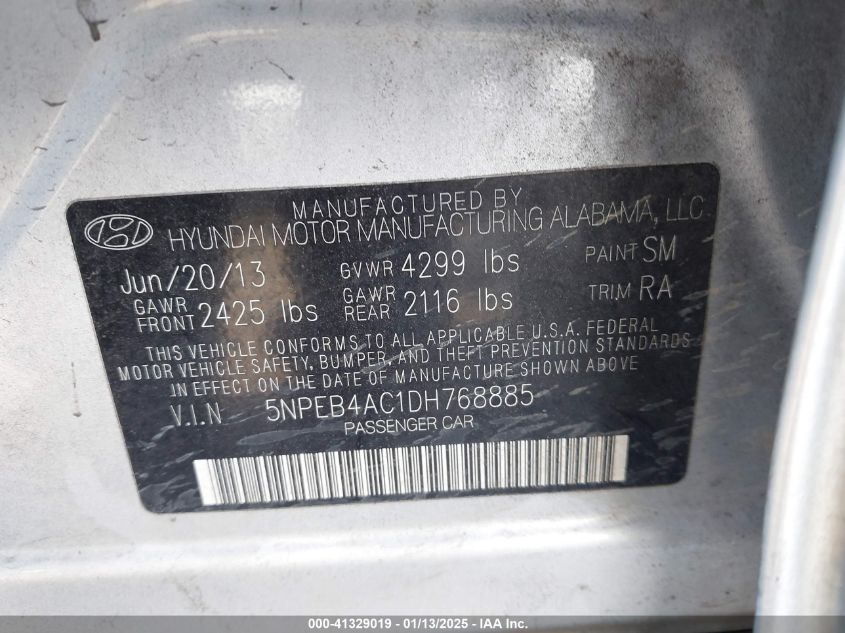 MANUFACTURED BY
HYUNDAI MOTOR MANUFACTURING ALABAMA, LLC
Jun/20/13 GVWR 4299 lbs PAINT SM
GAWR FRONT 2425 lbs GAWR REAR 2116 lbs TRIM RA
THIS VEHICLE CONFORMS TO ALL APPLICABLE U.S.A. FEDERAL
MOTOR VEHICLE SAFETY, BUMPER, AND THEFT PREVENTION STANDARDS
IN EFFECT ON THE DATE OF MANUFACTURE SHOWN ABOVE
V.I.N 5NPEB4AC1DH768885
PASSENGER CAR
000-41329019 - 01/13/2025 - IAA Inc.